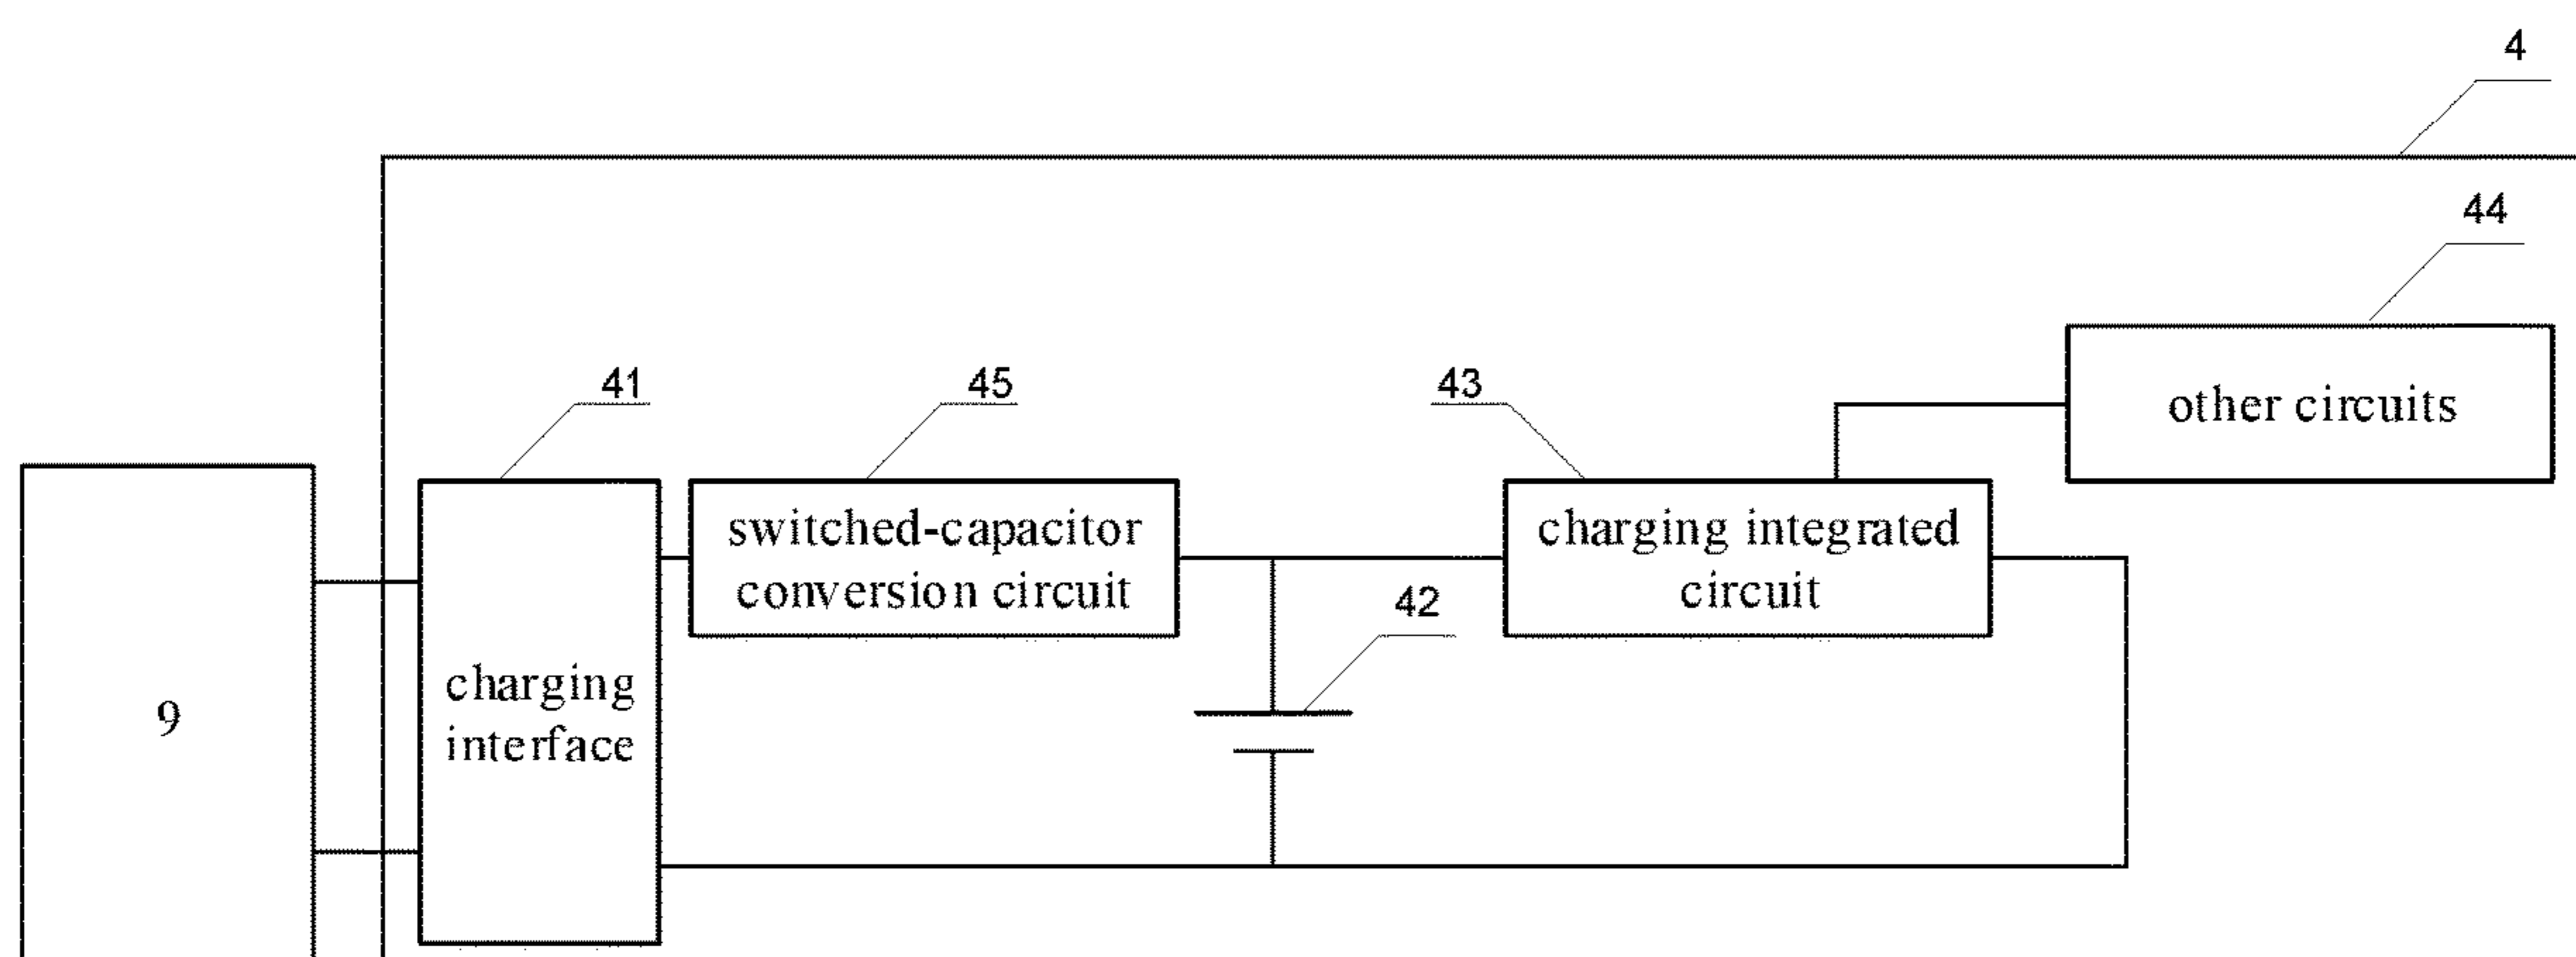 4
44
other circuits
41
45
43
switched-capacitor
conversion circuit
charging integrated
circuit
42
charging
interface
9